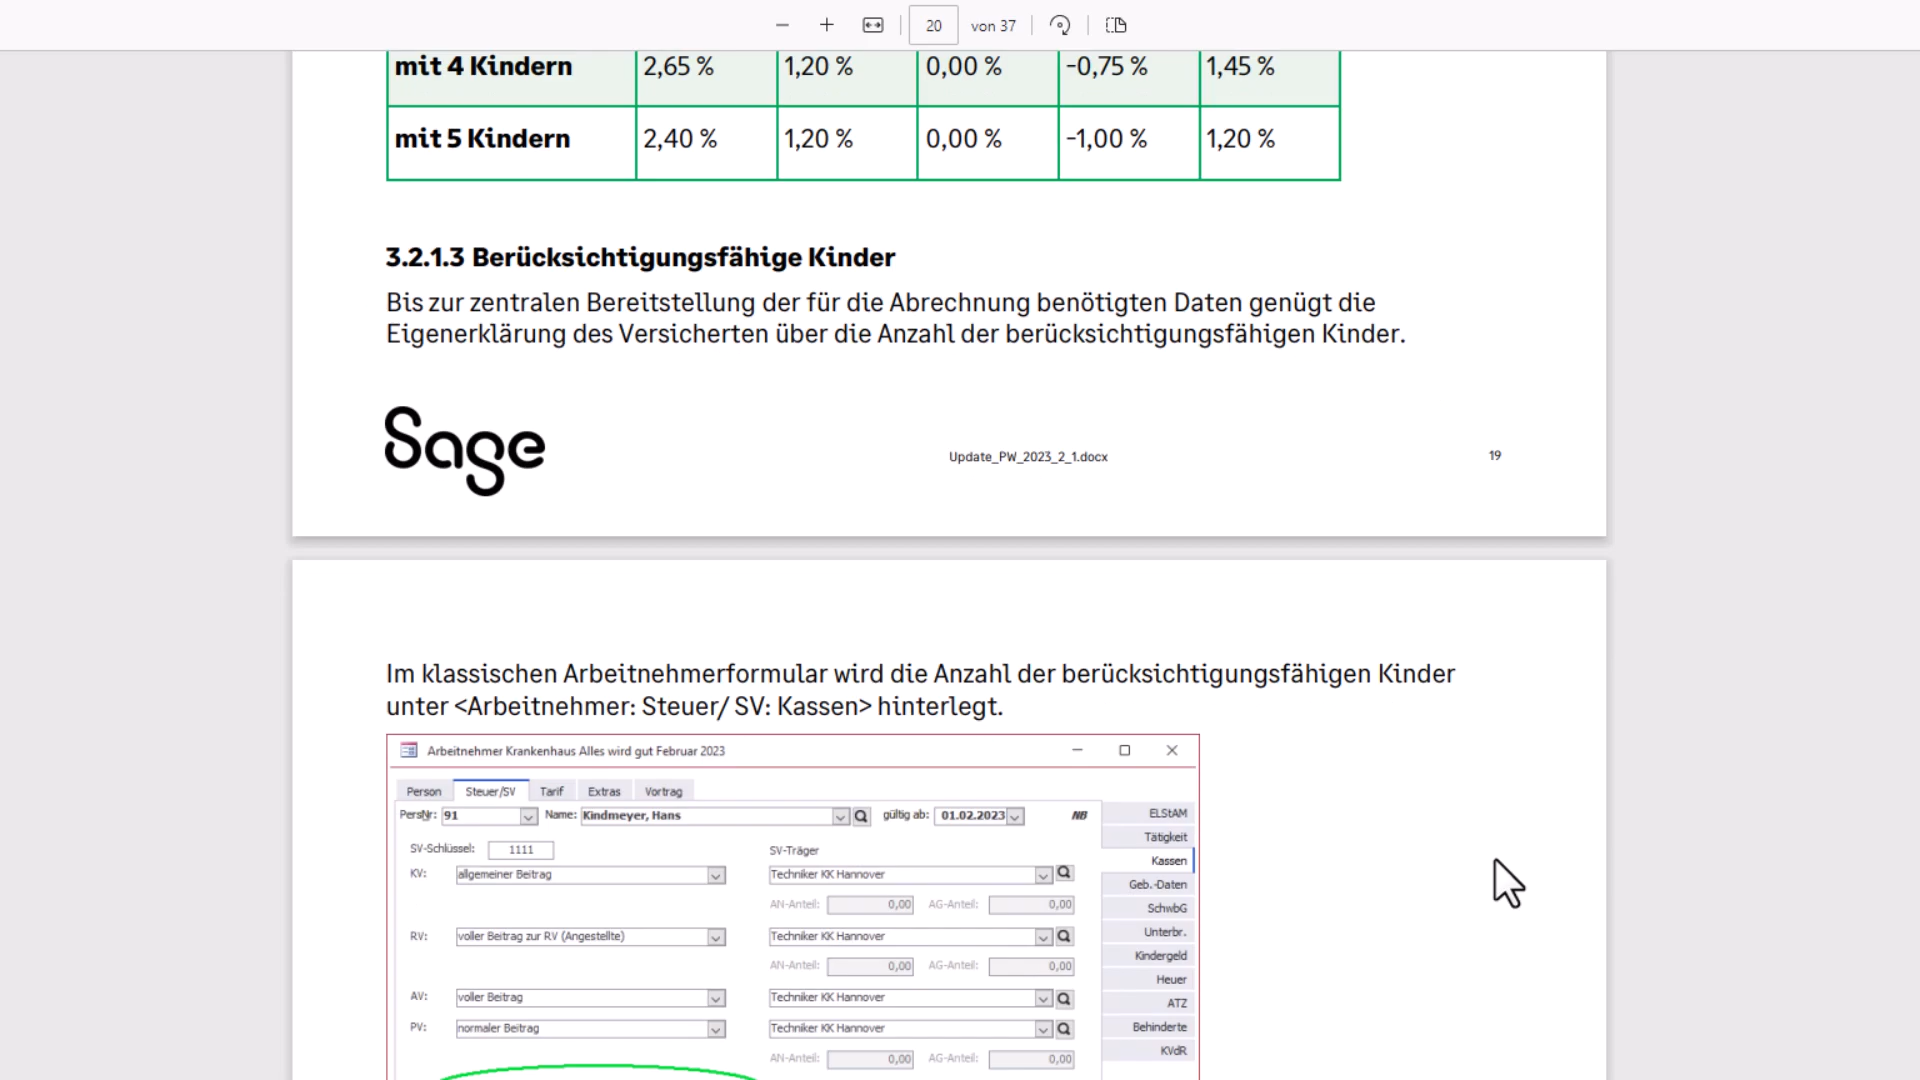 20 von 37
mit 4 Kindern 2,65 % 1,20 % 0,00 % -0,75 % 1,45 %
mit 5 Kindern 2,40 % 1,20 % 0,00 % -1,00 % 1,20 %
3.2.1.3 Berücksichtigungsfähige Kinder
Bis zur zentralen Bereitstellung der für die Abrechnung benötigten Daten genügt die
Eigenerklärung des Versicherten über die Anzahl der berücksichtigungsfähigen Kinder.
Sage
Update_PW_2023_2_1.docx
19
Im klassischen Arbeitnehmerformular wird die Anzahl der berücksichtigungsfähigen Kinder
unter <Arbeitnehmer: Steuer/ SV: Kassen> hinterlegt.
Arbeitnehmer Krankenhaus Alles wird gut Februar 2023
Person Steuer/SV Tarif Extras Vortrag
PersNr: 91 Name: Kindmeyer, Hans gültig ab: 01.02.2023 NB
ELStAM
Tätigkeit
Kassen
Geb.-Daten
SchwbG
Unterbr.
Kindergeld
Heuer
ATZ
Behinderte
KVdR
SV-Schlüssel: 1111 SV-Träger
KV: allgemeiner Beitrag Techniker KK Hannover
AN-Anteil: 0,00 AG-Anteil: 0,00
RV: voller Beitrag zur RV (Angestellte) Techniker KK Hannover
AN-Anteil: 0,00 AG-Anteil: 0,00
AV: voller Beitrag Techniker KK Hannover
PV: normaler Beitrag Techniker KK Hannover
AN-Anteil: 0,00 AG-Anteil: 0,00